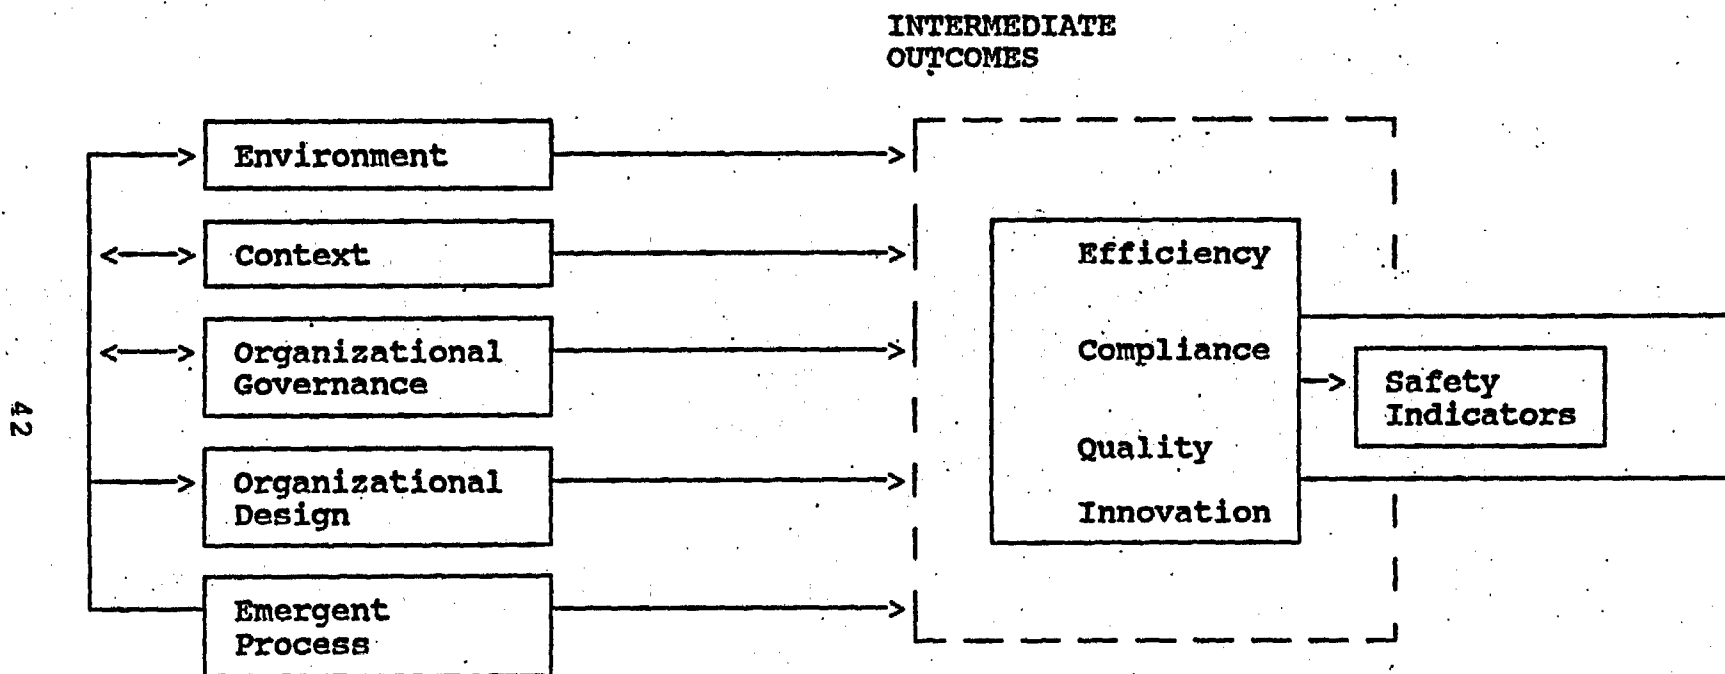 INTERMEDIATE
OUTCOMES
Environment
Context
Efficiency
Organizational
Governance
Compliance
Safety
Indicators
42
Quality
Organizational
Design
Innovation
Emergent
Process